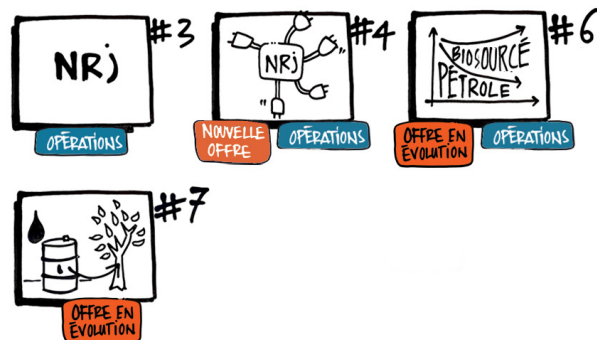 NRj
#3
OPÉRATIONS
NRj
#4
NOUVELLE
OFFRE
OPÉRATIONS
BIOSOURCÉ
PÉTROLE
#6
OFFRE EN
ÉVOLUTION
OPÉRATIONS
#7
OFFRE EN
ÉVOLUTION